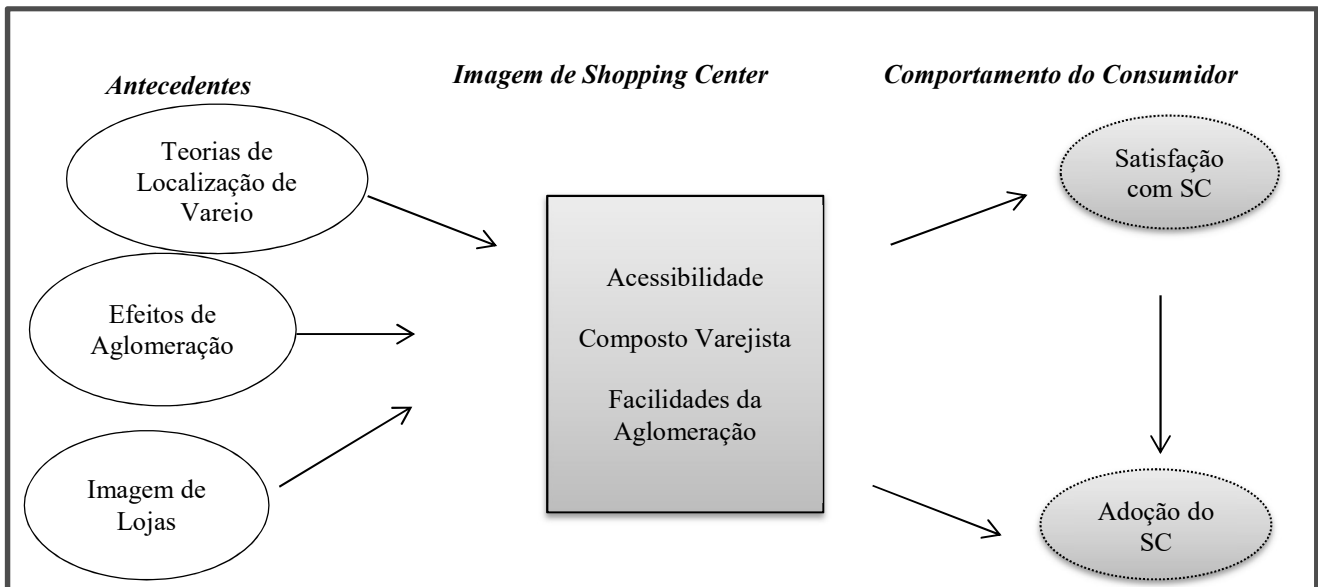 Antecedentes
Imagem de Shopping Center
Comportamento do Consumidor
Teorias de
Localização de
Varejo
Efeitos de
Aglomeração
Imagem de
Lojas
Acessibilidade
Composto Varejista
Facilidades da
Aglomeração
Satisfação
com SC
Adoção do
SC